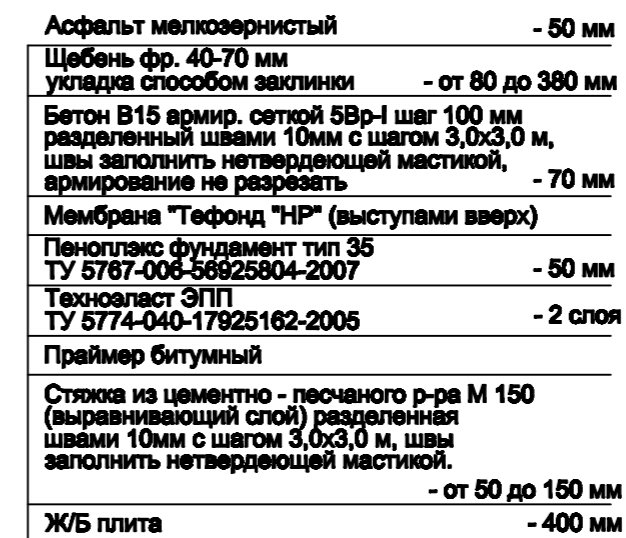 Асфальт мелкозернистый - 50 мм
Щебень фр. 40-70 мм
укладка способом заклинки - от 80 до 380 мм
Бетон В15 армир. сеткой 5Вр-I шаг 100 мм
разделенный швами 10мм с шагом 3,0х3,0 м,
швы заполнить нетвердеющей мастикой,
армирование не разрезать - 70 мм
Мембрана "Тефонд "НР" (выступами вверх)
Пеноплэкс фундамент тип 35
ТУ 5767-006-56925804-2007 - 50 мм
Техноэласт ЭПП
ТУ 5774-040-17925162-2005 - 2 слоя
Праймер битумный
Стяжка из цементно - песчаного р-ра М 150
(выравнивающий слой) разделенная
швами 10мм с шагом 3,0х3,0 м, швы
заполнить нетвердеющей мастикой.
- от 50 до 150 мм
Ж/Б плита - 400 мм